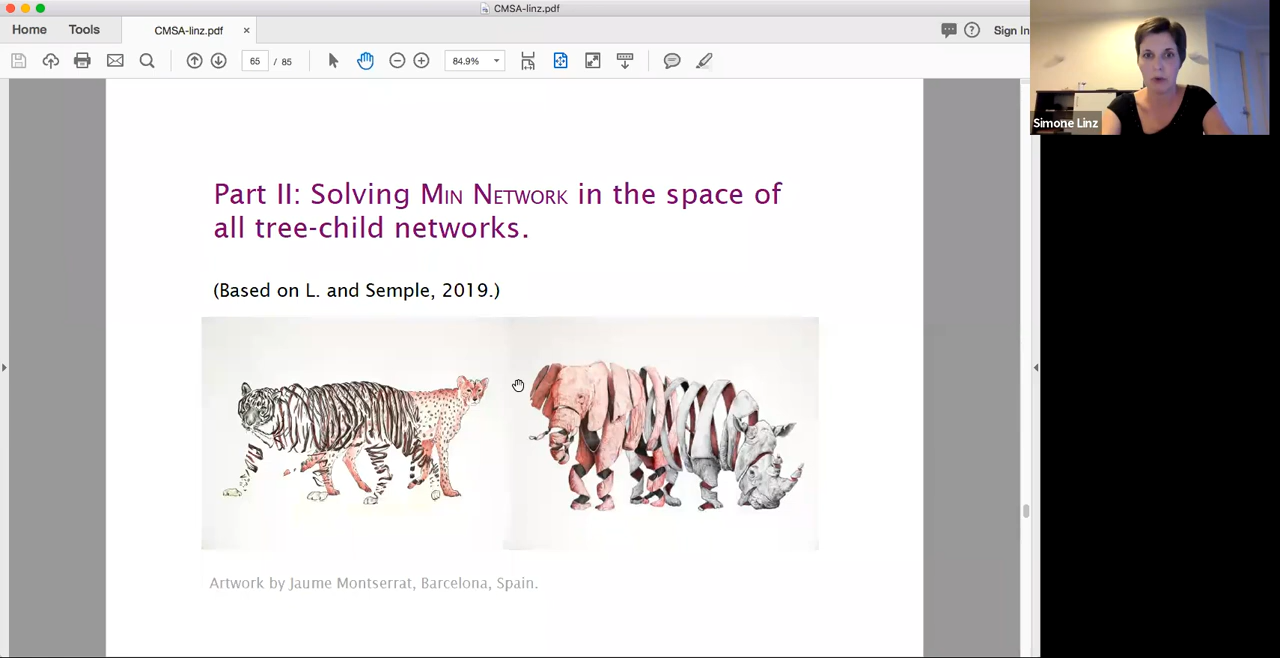 CMSA-linz.pdf
Home Tools CMSA-linz.pdf × Sign In
65 / 85 84.9%
Simone Linz
Part II: Solving MIN NETWORK in the space of
all tree-child networks.
(Based on L. and Semple, 2019.)
Artwork by Jaume Montserrat, Barcelona, Spain.